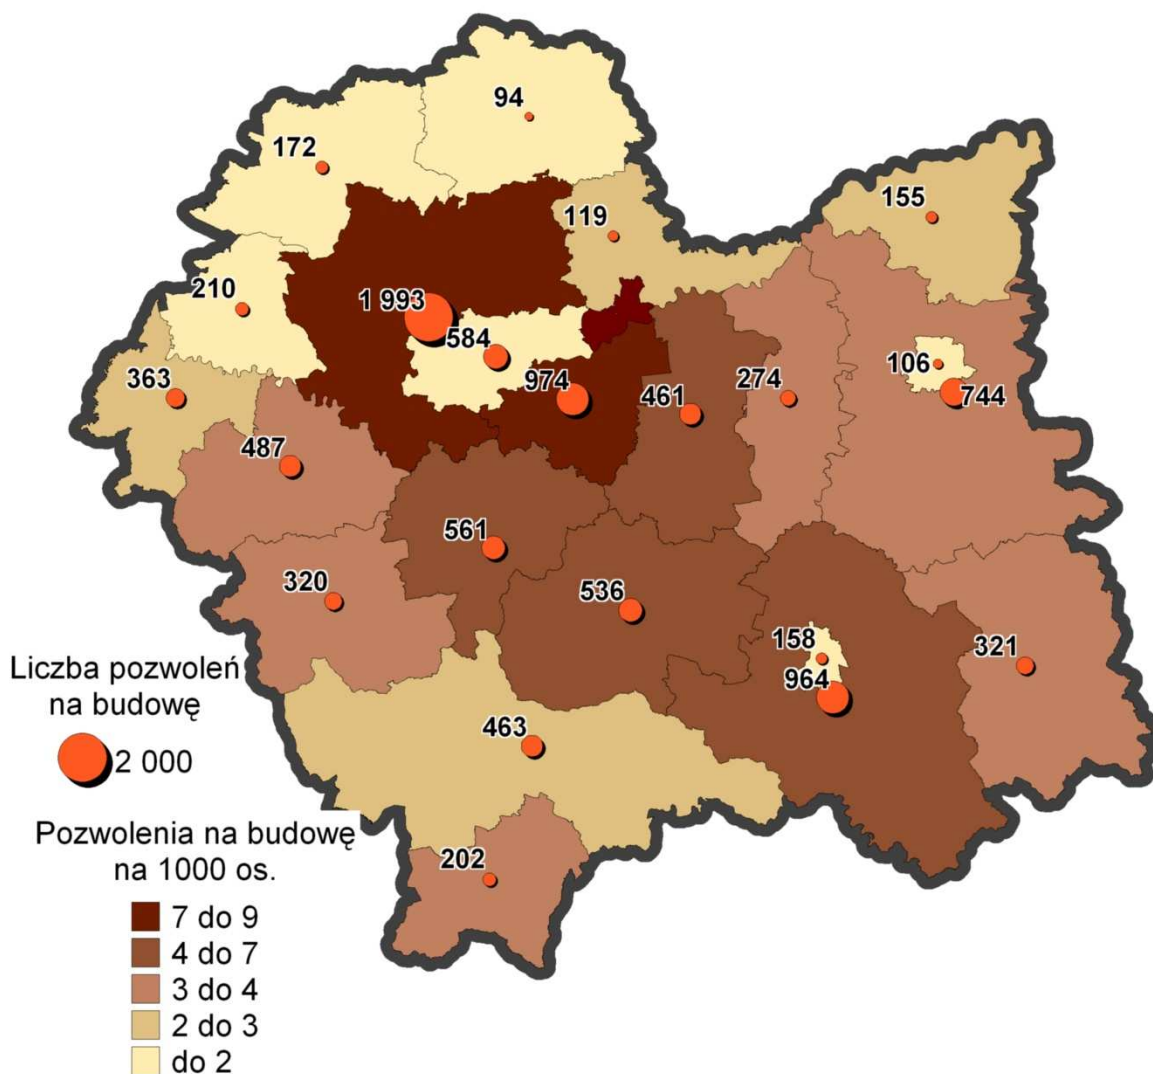 94
172
155
119
210
1 993
584
106
363
974
274
744
461
487
561
320
536
158
321
964
463
202
Liczba pozwoleń
na budowę
2 000
Pozwolenia na budowę
na 1000 os.
7 do 9
4 do 7
3 do 4
2 do 3
do 2